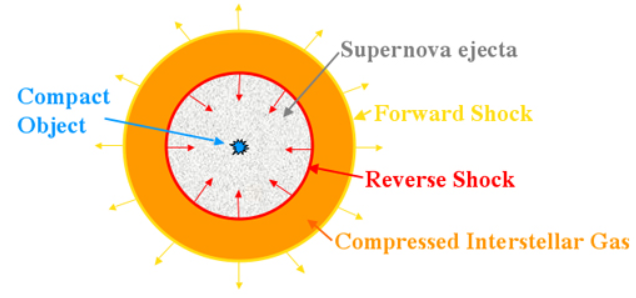 Supernova ejecta
Compact
Object
Forward Shock
Reverse Shock
Compressed Interstellar Gas